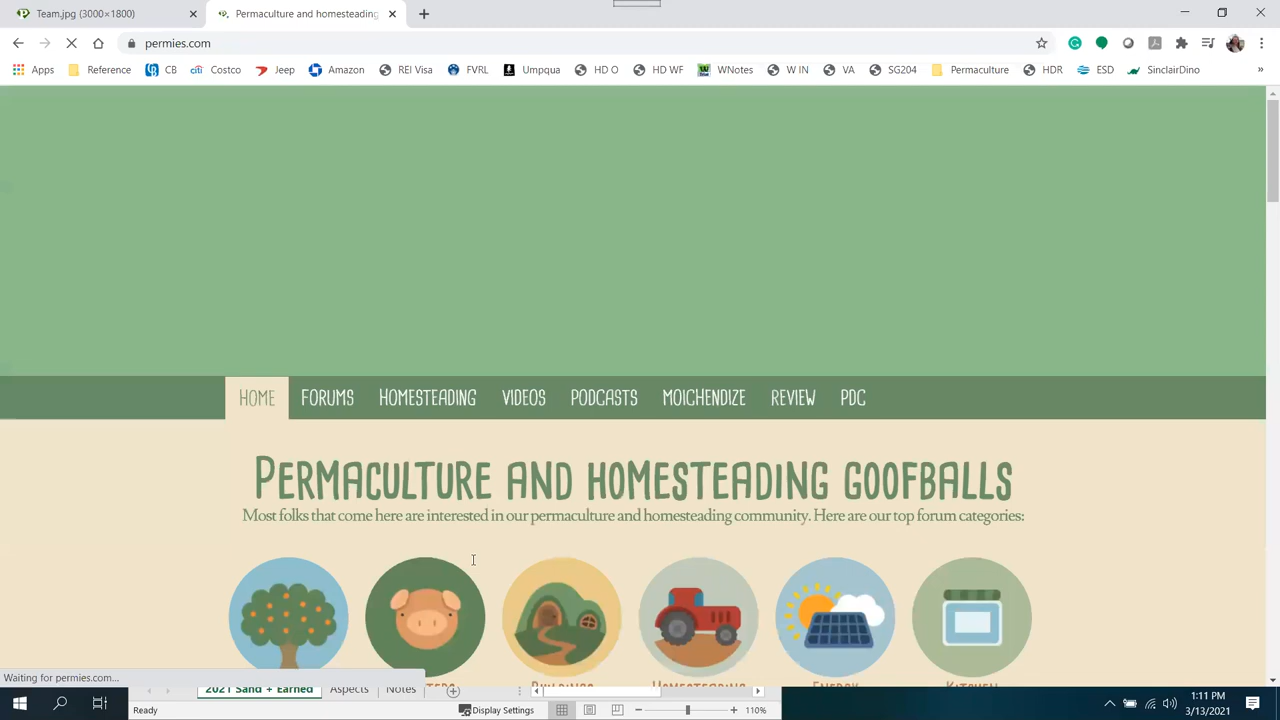 Team.jpg (3000×1800)
Permaculture and homesteading
permies.com
Apps Reference CB Costco Jeep Amazon REI Visa FVRL Umpqua HD O HD WF WNotes W IN VA SG204 Permaculture HDR ESD SinclairDino »
HOME FORUMS HOMESTEADING VIDEOS PODCASTS MOICHENDIZE REVIEW PDC
PERMACULTURE AND HOMESTEADING GOOFBALLS
Most folks that come here are interested in our permaculture and homesteading community. Here are our top forum categories:
BUILDINGS HOMESTEADING ENERGY KITCHEN
Waiting for permies.com...
2021 Sand + Earned Aspects Notes
Ready Display Settings 110%
1:11 PM
3/13/2021